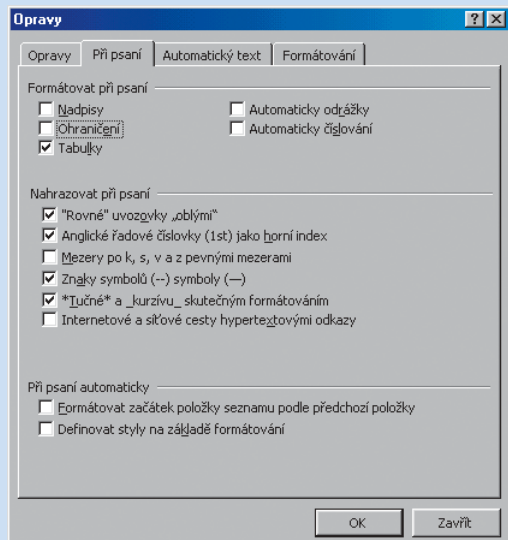 Opravy
Opravy Při psaní Automatický text Formátování
Formátovat při psaní
Nadpisy Automaticky odrážky
Ohraničení Automaticky číslování
Tabulky
Nahrazovat při psaní
"Rovné" uvozovky „oblými“
Anglické řadové číslovky (1st) jako horní index
Mezery po k, s, v a z pevnými mezerami
Znaky symbolů (--) symboly (—)
*Tučné* a _kurzívu_ skutečným formátováním
Internetové a síťové cesty hypertextovými odkazy
Při psaní automaticky
Formátovat začátek položky seznamu podle předchozí položky
Definovat styly na základě formátování
OK Zavřít